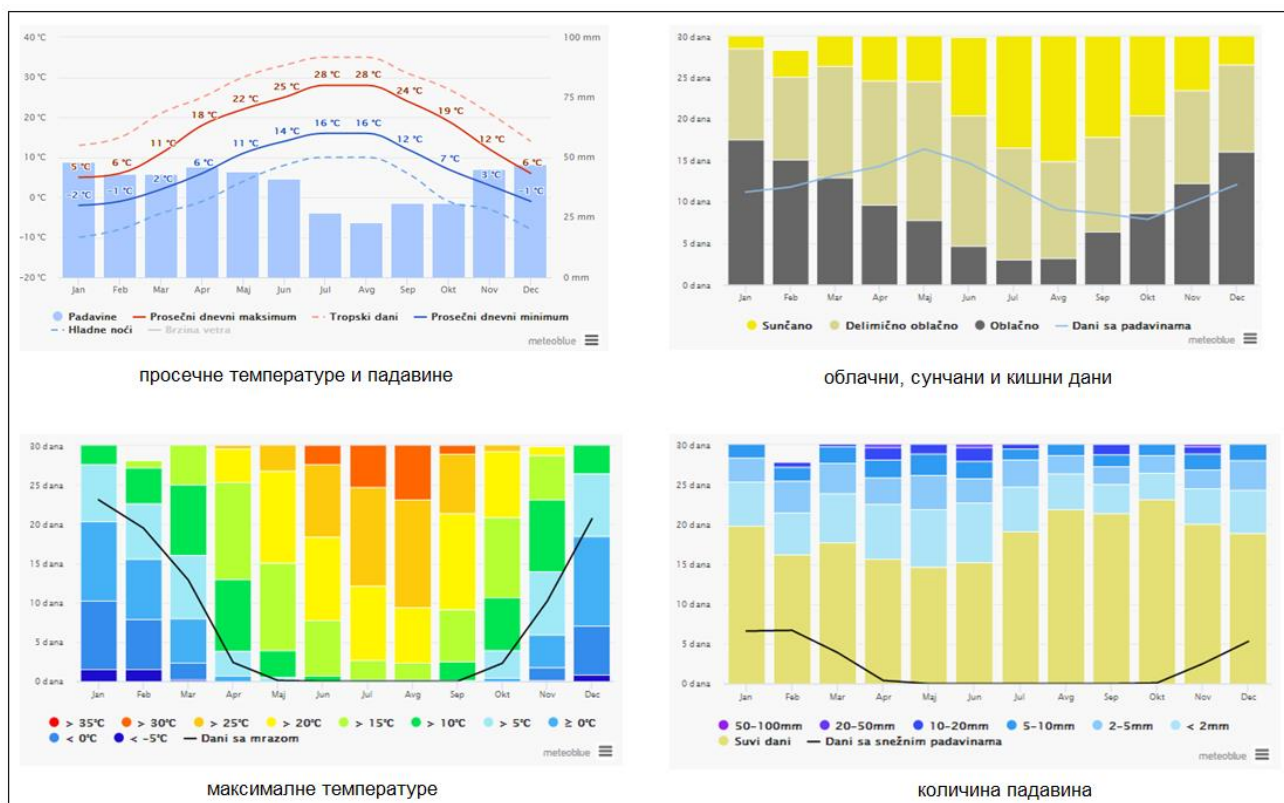 40 °C
100 mm
30 °C
75 mm
20 °C
10 °C
50 mm
0 °C
25 mm
-10 °C
-20 °C
0 mm
5 °C 6 °C 11 °C 18 °C 22 °C 25 °C 28 °C 28 °C 24 °C 19 °C 12 °C 6 °C
-2 °C -1 °C 2 °C 6 °C 11 °C 14 °C 16 °C 16 °C 12 °C 7 °C 3 °C -1 °C
Jan Feb Mar Apr Maj Jun Jul Avg Sep Okt Nov Dec
Padavine Prosečni dnevni maksimum Tropski dani Prosečni dnevni minimum
Hladne noći Brzina vetra
meteoblue
просечне температуре и падавине
30 dana
25 dana
20 dana
15 dana
10 dana
5 dana
0 dana
Jan Feb Mar Apr Maj Jun Jul Avg Sep Okt Nov Dec
Sunčano Delimično oblačno Oblačno Dani sa padavinama
meteoblue
облачни, сунчани и кишни дани
30 dana
25 dana
20 dana
15 dana
10 dana
5 dana
0 dana
Jan Feb Mar Apr Maj Jun Jul Avg Sep Okt Nov Dec
> 35°C > 30°C > 25°C > 20°C > 15°C > 10°C > 5°C ≥ 0°C
< 0°C < -5°C Dani sa mrazom
meteoblue
максималне температуре
30 dana
25 dana
20 dana
15 dana
10 dana
5 dana
0 dana
Jan Feb Mar Apr Maj Jun Jul Avg Sep Okt Nov Dec
50-100mm 20-50mm 10-20mm 5-10mm 2-5mm < 2mm
Suvi dani Dani sa snežnim padavinama
meteoblue
количина падавина